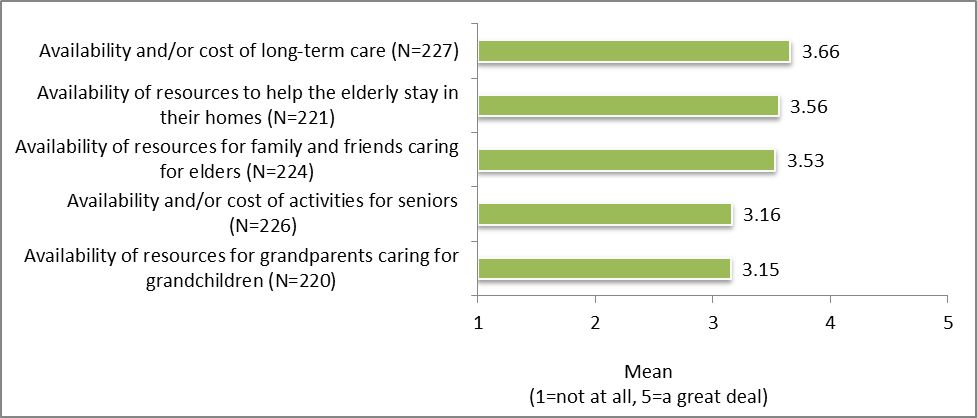 Availability and/or cost of long-term care (N=227)
3.66
Availability of resources to help the elderly stay in
their homes (N=221)
3.56
Availability of resources for family and friends caring
for elders (N=224)
3.53
Availability and/or cost of activities for seniors
(N=226)
3.16
Availability of resources for grandparents caring for
grandchildren (N=220)
3.15
1 2 3 4 5
Mean
(1=not at all, 5=a great deal)